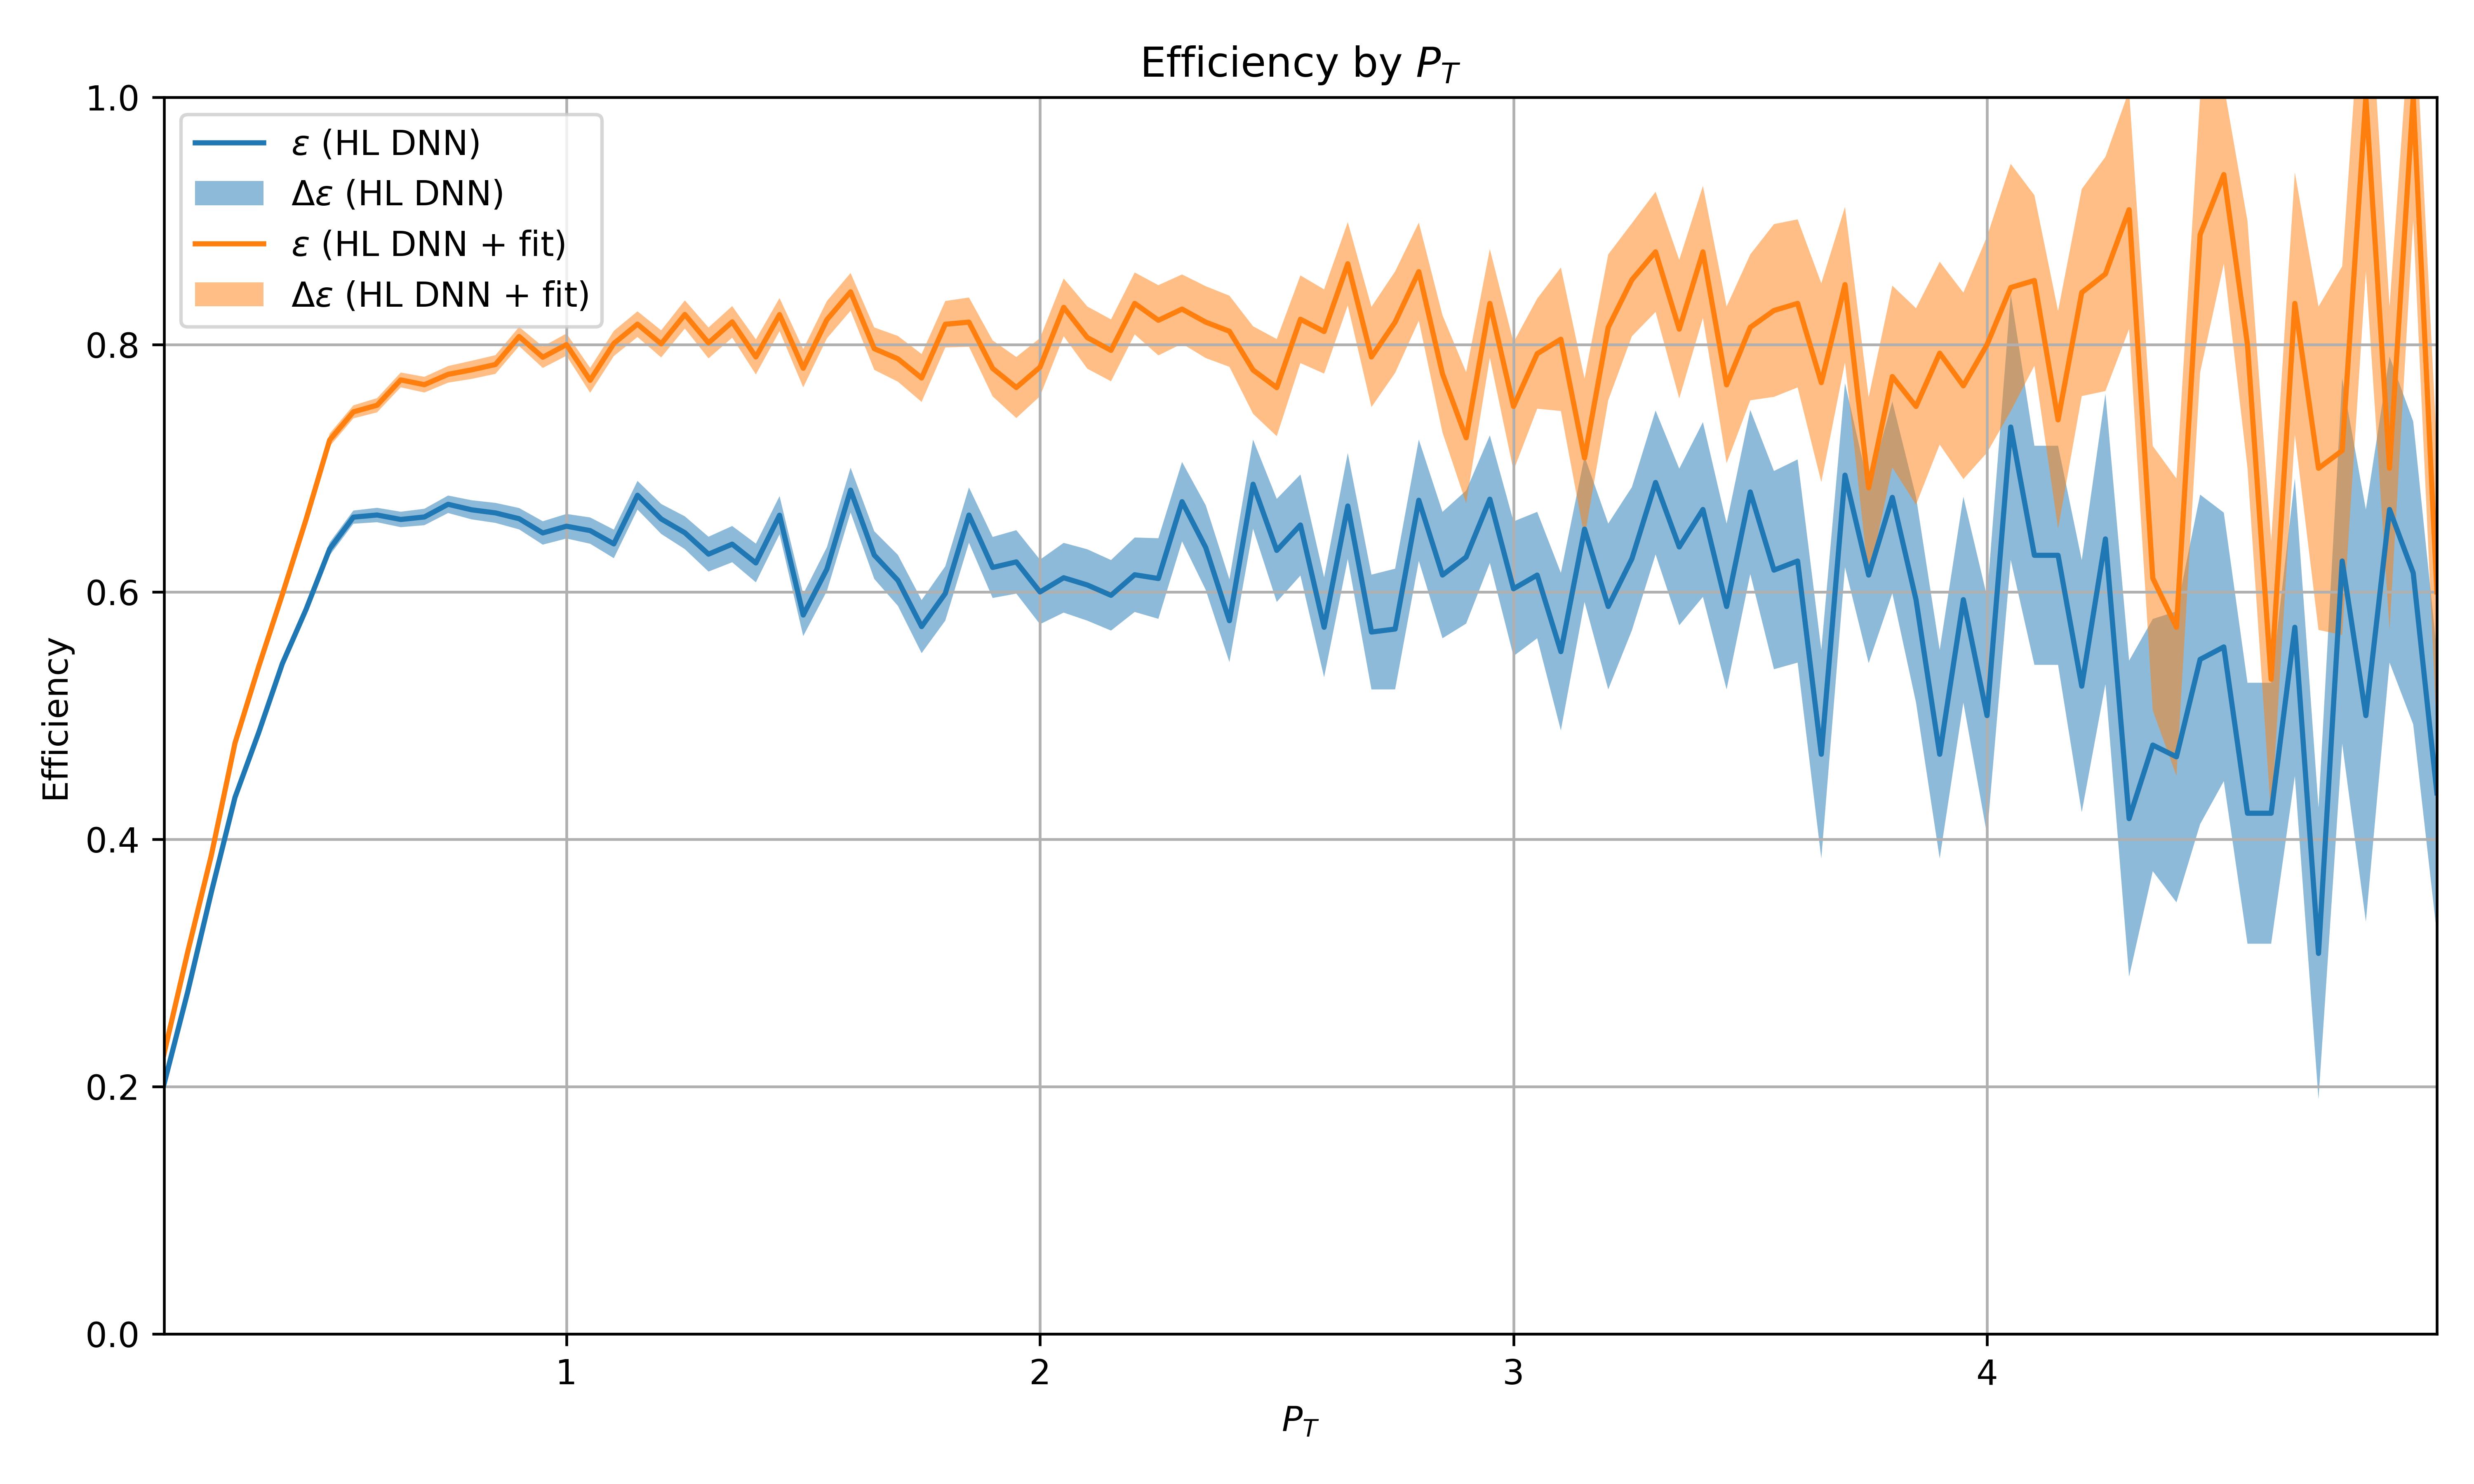 Efficiency by P_T
1.0
ε (HL DNN)
Δε (HL DNN)
ε (HL DNN + fit)
Δε (HL DNN + fit)
0.8
0.6
Efficiency
0.4
0.2
0.0
1 2 3 4
P_T